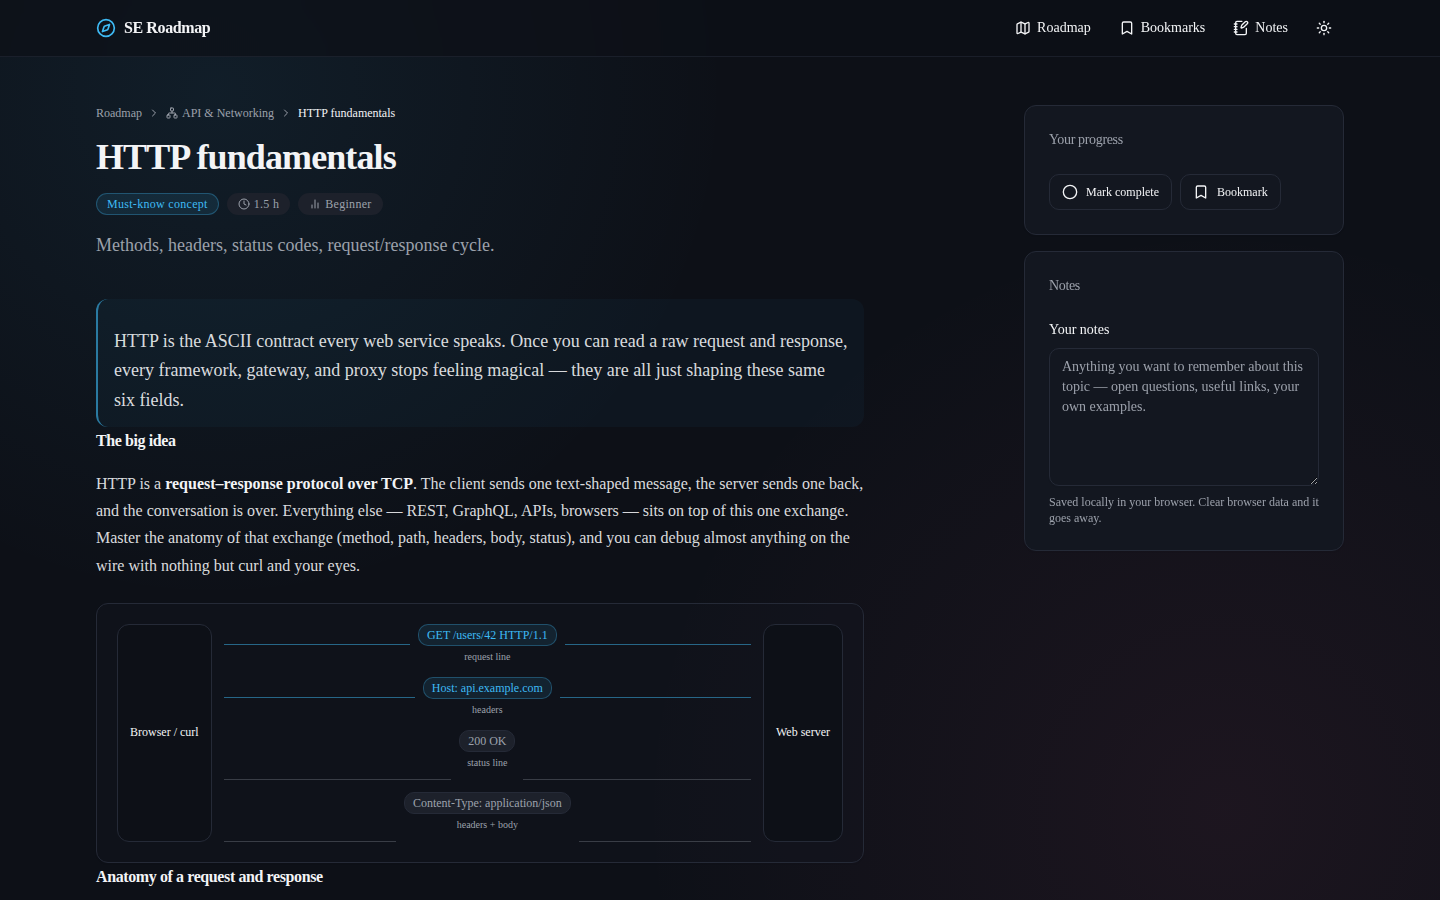 SE Roadmap
Roadmap
Bookmarks
Notes
Roadmap
API & Networking
HTTP fundamentals
HTTP fundamentals
Must-know concept
1.5 h
Beginner
Methods, headers, status codes, request/response cycle.
HTTP is the ASCII contract every web service speaks. Once you can read a raw request and response,
every framework, gateway, and proxy stops feeling magical — they are all just shaping these same
six fields.
The big idea
HTTP is a request–response protocol over TCP. The client sends one text-shaped message, the server sends one back,
and the conversation is over. Everything else — REST, GraphQL, APIs, browsers — sits on top of this one exchange.
Master the anatomy of that exchange (method, path, headers, body, status), and you can debug almost anything on the
wire with nothing but curl and your eyes.
Browser / curl
GET /users/42 HTTP/1.1
request line
Host: api.example.com
headers
200 OK
status line
Content-Type: application/json
headers + body
Web server
Anatomy of a request and response
Your progress
Mark complete
Bookmark
Notes
Your notes
Anything you want to remember about this
topic — open questions, useful links, your
own examples.
Saved locally in your browser. Clear browser data and it
goes away.